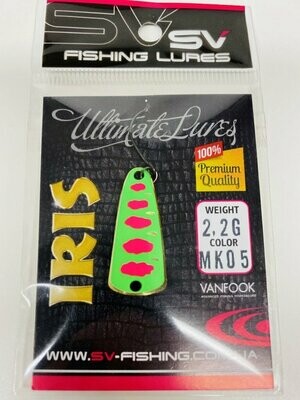 SV SV
FISHING LURES
Ultimate Lures
100%
Premium
Quality
IRIS
WEIGHT
2,2G
COLOR
MK05
VANFOOK
WWW.SV-FISHING.COM.UA